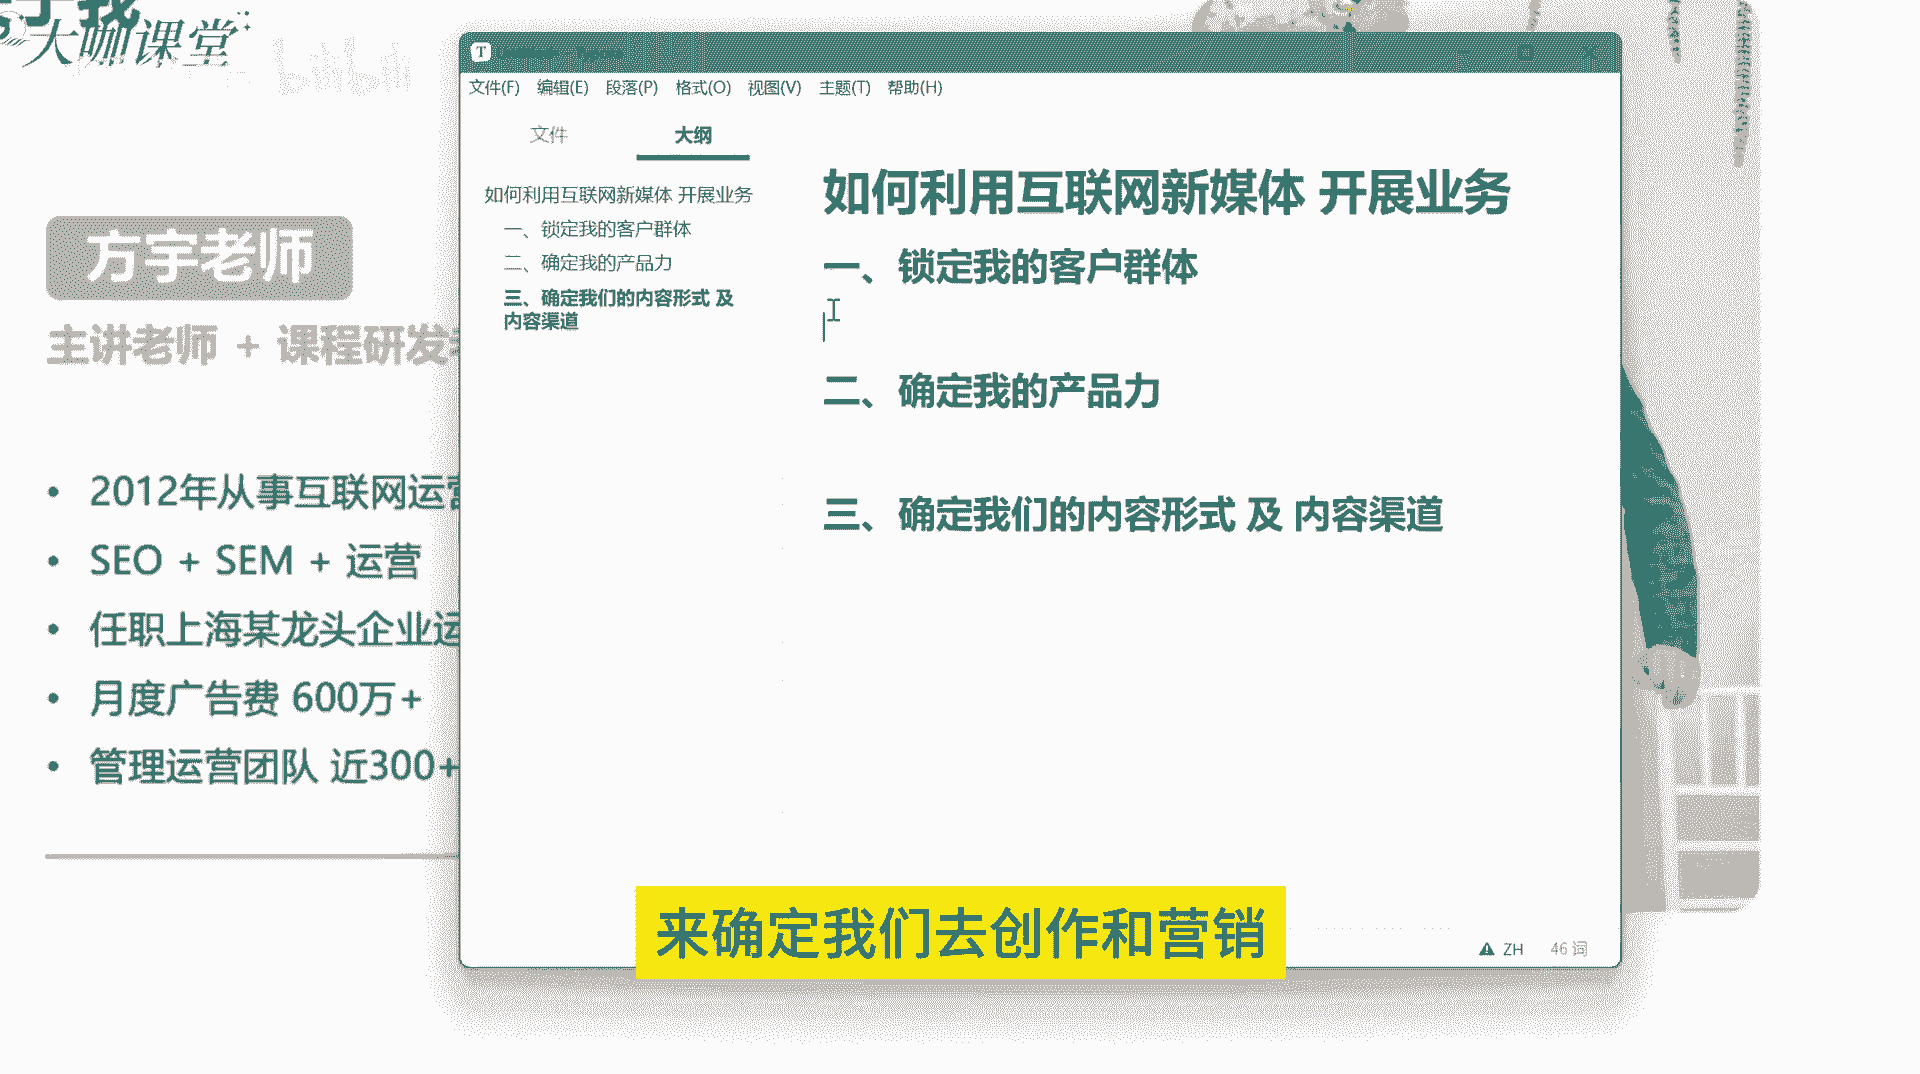 于我
大咖课堂
bilibili
方宇老师
主讲老师 + 课程研发
2012年从事互联网运营
SEO + SEM + 运营
任职上海某龙头企业运
月度广告费 600万+
管理运营团队 近300+
T
文件(F) 编辑(E) 段落(P) 格式(O) 视图(V) 主题(T) 帮助(H)
文件 大纲
如何利用互联网新媒体 开展业务
一、锁定我的客户群体
二、确定我的产品力
三、确定我们的内容形式 及
内容渠道
如何利用互联网新媒体 开展业务
一、锁定我的客户群体
二、确定我的产品力
三、确定我们的内容形式 及 内容渠道
ZH 46 词
来确定我们去创作和营销